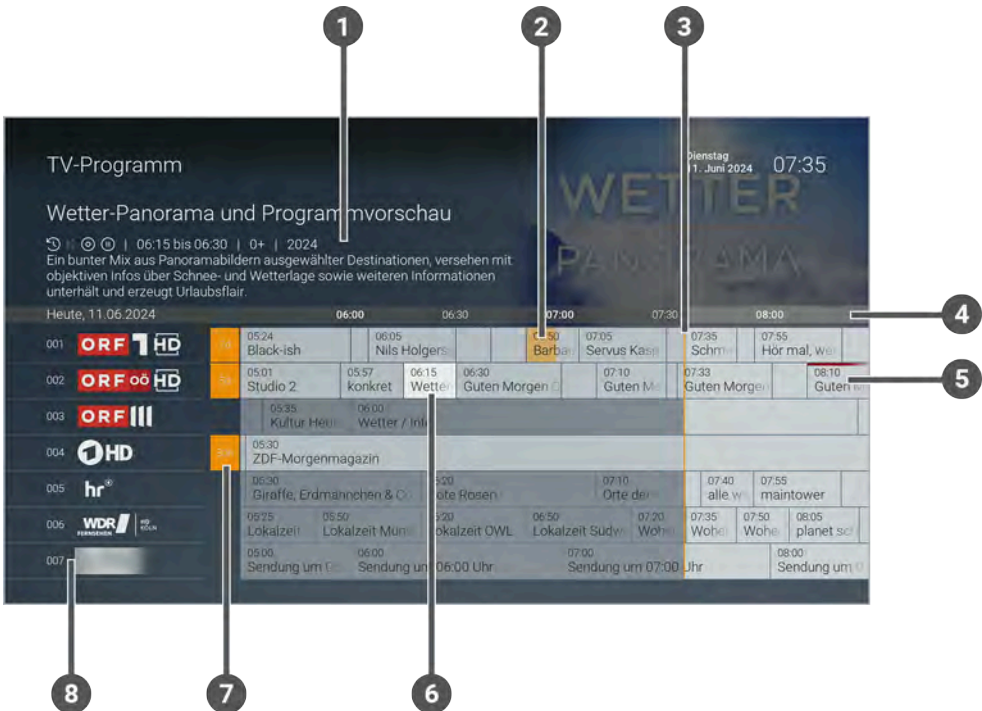 1 2 3
Dienstag
11. Juni 2024 07:35
TV-Programm
WETTER
PANORAMA
Wetter-Panorama und Programmvorschau
06:15 bis 06:30 | 0+ | 2024
Ein bunter Mix aus Panoramabildern ausgewählter Destinationen, versehen mit
objektiven Infos über Schnee- und Wetterlage sowie weiteren Informationen
unterhält und erzeugt Urlaubsflair.
Heute, 11.06.2024 06:00 06:30 07:00 07:30 08:00
4
001 ORF 1 HD
05:24 06:05 07:05 07:35 07:55
Black-ish Nils Holgers Barba Servus Kasp Schm Hör mal, we
002 ORF OÖ HD
05:01 05:57 06:15 06:30 07:10 07:33 08:10
Studio 2 konkret Wetter Guten Morgen Guten M Guten Morgen Guten
5
003 ORF III
05:35 06:00
Kultur Heu Wetter / Inf
004 HD
05:30
ZDF-Morgenmagazin
005 hr
05:30 07:10 07:40 07:55
Giraffe, Erdmännchen & Co Rosen Orte der alle w maintower
006 WDR HD
FERNSEHEN KÖLN
05:25 06:50 07:20 07:35 07:50 08:05
Lokalzeit Lokalzeit Müns Lokalzeit OWL Lokalzeit Südw Wohe Wohe Wohe planet sc
007
05:00 06:00 07:00 08:00
Sendung um Sendung um 06:00 Uhr Sendung um 07:00 Uhr Sendung um
8 7 6